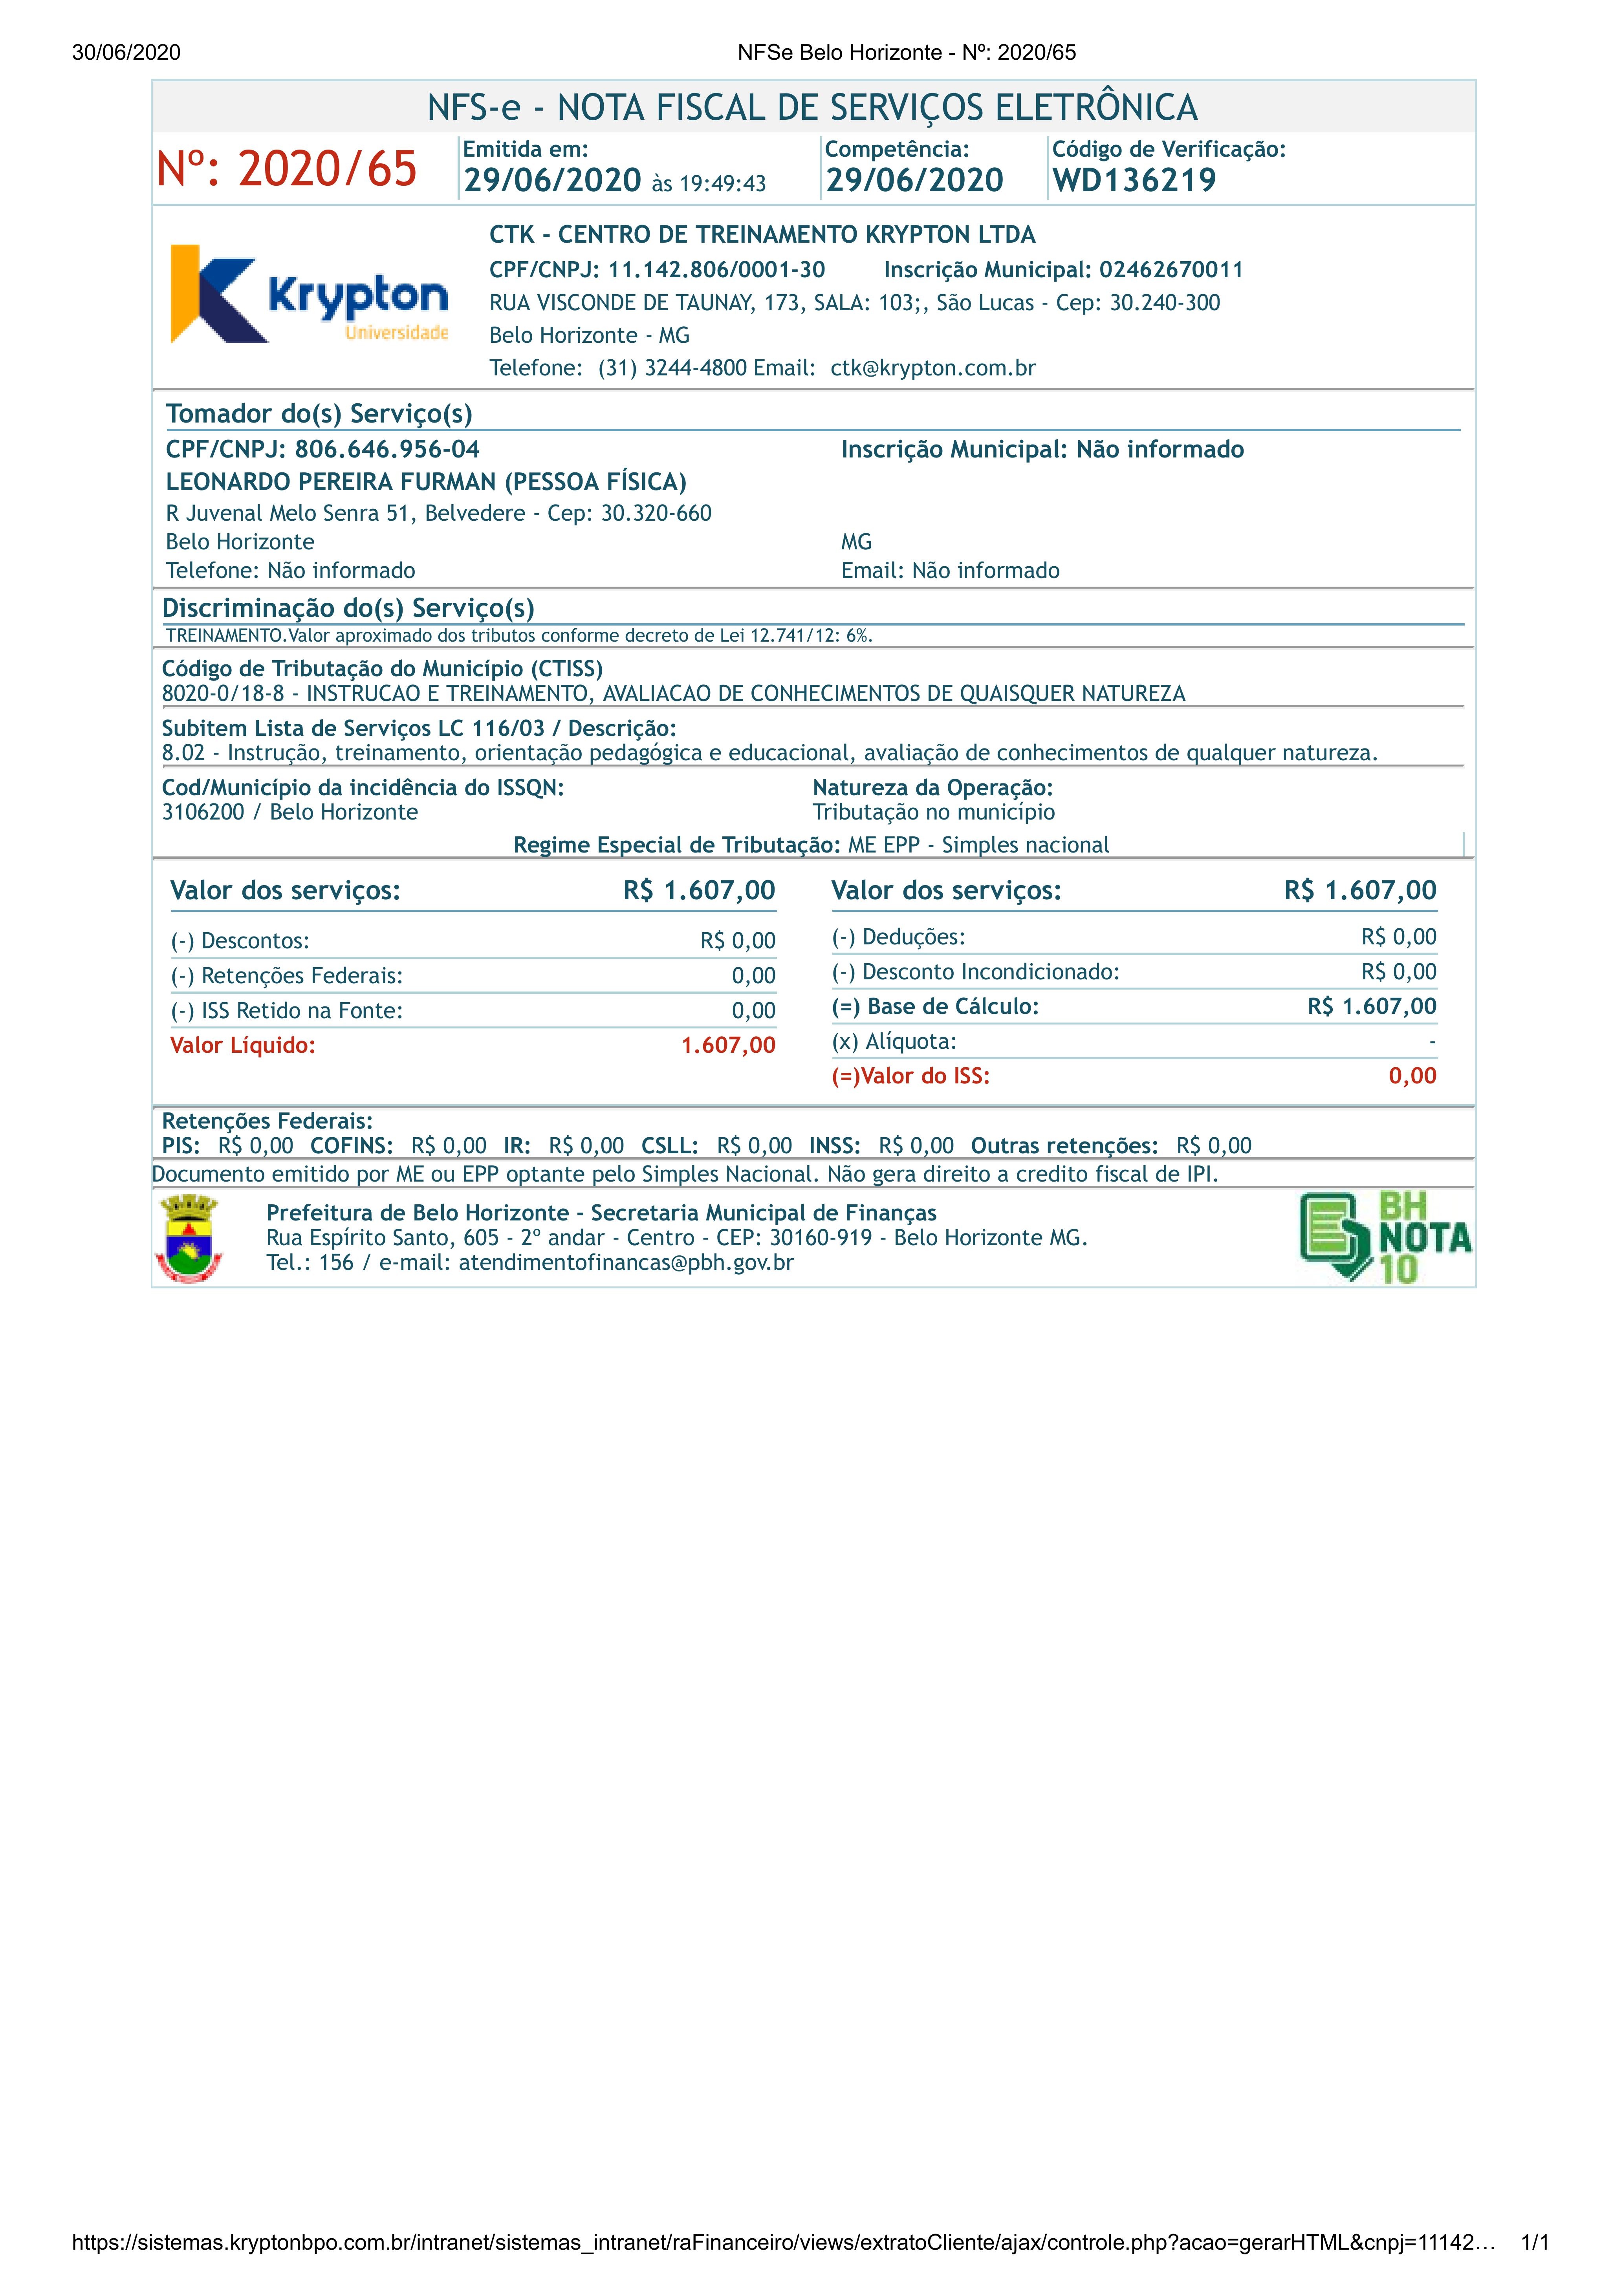 30/06/2020 NFSe Belo Horizonte - Nº: 2020/65
NFS-e - NOTA FISCAL DE SERVIÇOS ELETRÔNICA
Nº: 2020/65
Emitida em:
29/06/2020 às 19:49:43
Competência:
29/06/2020
Código de Verificação:
WD136219
Krypton
Universidade
CTK - CENTRO DE TREINAMENTO KRYPTON LTDA
CPF/CNPJ: 11.142.806/0001-30 Inscrição Municipal: 02462670011
RUA VISCONDE DE TAUNAY, 173, SALA: 103;, São Lucas - Cep: 30.240-300
Belo Horizonte - MG
Telefone: (31) 3244-4800 Email: ctk@krypton.com.br
Tomador do(s) Serviço(s)
CPF/CNPJ: 806.646.956-04 Inscrição Municipal: Não informado
LEONARDO PEREIRA FURMAN (PESSOA FÍSICA)
R Juvenal Melo Senra 51, Belvedere - Cep: 30.320-660
Belo Horizonte MG
Telefone: Não informado Email: Não informado
Discriminação do(s) Serviço(s)
TREINAMENTO.Valor aproximado dos tributos conforme decreto de Lei 12.741/12: 6%.
Código de Tributação do Município (CTISS)
8020-0/18-8 - INSTRUCAO E TREINAMENTO, AVALIACAO DE CONHECIMENTOS DE QUAISQUER NATUREZA
Subitem Lista de Serviços LC 116/03 / Descrição:
8.02 - Instrução, treinamento, orientação pedagógica e educacional, avaliação de conhecimentos de qualquer natureza.
Cod/Município da incidência do ISSQN: Natureza da Operação:
3106200 / Belo Horizonte Tributação no município
Regime Especial de Tributação: ME EPP - Simples nacional
Valor dos serviços: R$ 1.607,00
(-) Descontos: R$ 0,00
(-) Retenções Federais: 0,00
(-) ISS Retido na Fonte: 0,00
Valor Líquido: 1.607,00
Valor dos serviços: R$ 1.607,00
(-) Deduções: R$ 0,00
(-) Desconto Incondicionado: R$ 0,00
(=) Base de Cálculo: R$ 1.607,00
(x) Alíquota: -
(=)Valor do ISS: 0,00
Retenções Federais:
PIS: R$ 0,00 COFINS: R$ 0,00 IR: R$ 0,00 CSLL: R$ 0,00 INSS: R$ 0,00 Outras retenções: R$ 0,00
Documento emitido por ME ou EPP optante pelo Simples Nacional. Não gera direito a credito fiscal de IPI.
Prefeitura de Belo Horizonte - Secretaria Municipal de Finanças
Rua Espírito Santo, 605 - 2º andar - Centro - CEP: 30160-919 - Belo Horizonte MG.
Tel.: 156 / e-mail: atendimentofinancas@pbh.gov.br
BH
NOTA
10
https://sistemas.kryptonbpo.com.br/intranet/sistemas_intranet/raFinanceiro/views/extratoCliente/ajax/controle.php?acao=gerarHTML&cnpj=11142… 1/1